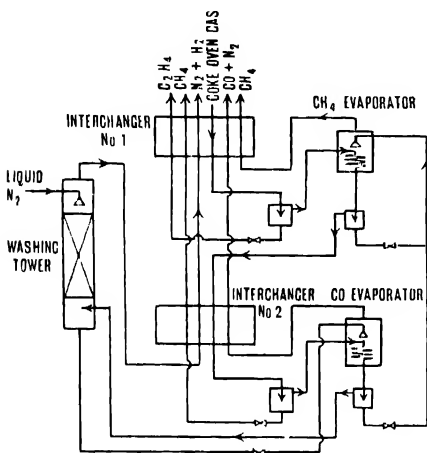 C₂H₄
CH₄
N₂ + H₂
COKE OVEN GAS
CO + N₂
CH₄
CH₄ EVAPORATOR
INTERCHANGER
No 1
LIQUID
N₂
WASHING
TOWER
INTERCHANGER
No 2
CO EVAPORATOR